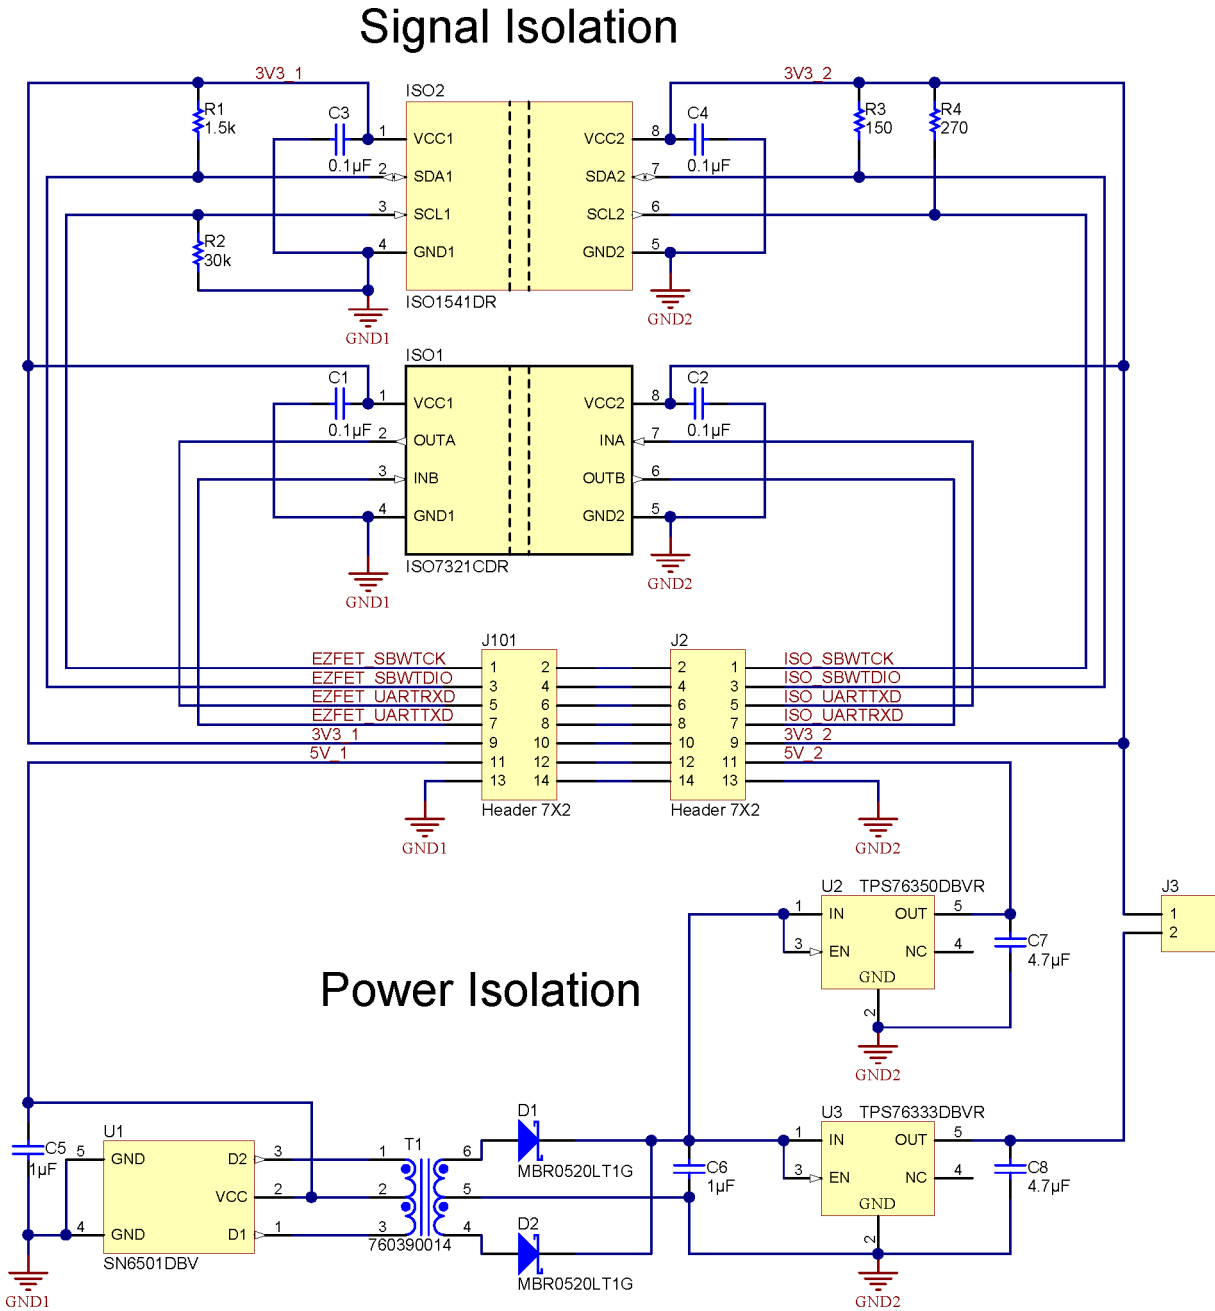 Signal Isolation
3V3_1
3V3_2
ISO2
R1
1.5k
C3
0.1µF
1 VCC1
2 SDA1
3 SCL1
4 GND1
VCC2 8
SDA2 7
SCL2 6
GND2 5
C4
0.1µF
R3
150
R4
270
R2
30k
ISO1541DR
GND1
GND2
ISO1
C1
0.1µF
1 VCC1
2 OUTA
3 INB
4 GND1
VCC2 8
INA 7
OUTB 6
GND2 5
C2
0.1µF
ISO7321CDR
GND1
GND2
J101
J2
EZFET_SBWTCK 1 2 2 1 ISO_SBWTCK
EZFET_SBWTDIO 3 4 4 3 ISO_SBWTDIO
EZFET_UARTRXD 5 6 6 5 ISO_UARTTXD
EZFET_UARTTXD 7 8 8 7 ISO_UARTRXD
3V3_1 9 10 10 9 3V3_2
5V_1 11 12 12 11 5V_2
13 14 14 13
Header 7X2
Header 7X2
GND1
GND2
U2 TPS76350DBVR
1 IN OUT 5
3 EN NC 4
GND
2
C7
4.7µF
GND2
J3
1
2
Power Isolation
C5
1µF
U1
5 GND D2 3
VCC 2
4 GND D1 1
SN6501DBV
GND1
T1
1 6
2 5
3 4
760390014
D1
MBR0520LT1G
D2
MBR0520LT1G
C6
1µF
U3 TPS76333DBVR
1 IN OUT 5
3 EN NC 4
GND
2
C8
4.7µF
GND2